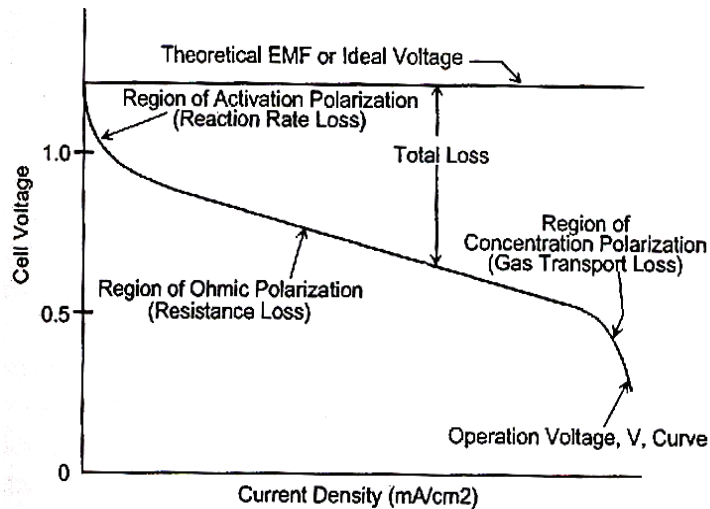 Theoretical EMF or Ideal Voltage
Region of Activation Polarization
(Reaction Rate Loss)
1.0
Total Loss
Cell Voltage
Region of
Concentration Polarization
(Gas Transport Loss)
Region of Ohmic Polarization
(Resistance Loss)
0.5
Operation Voltage, V, Curve
0
Current Density (mA/cm2)